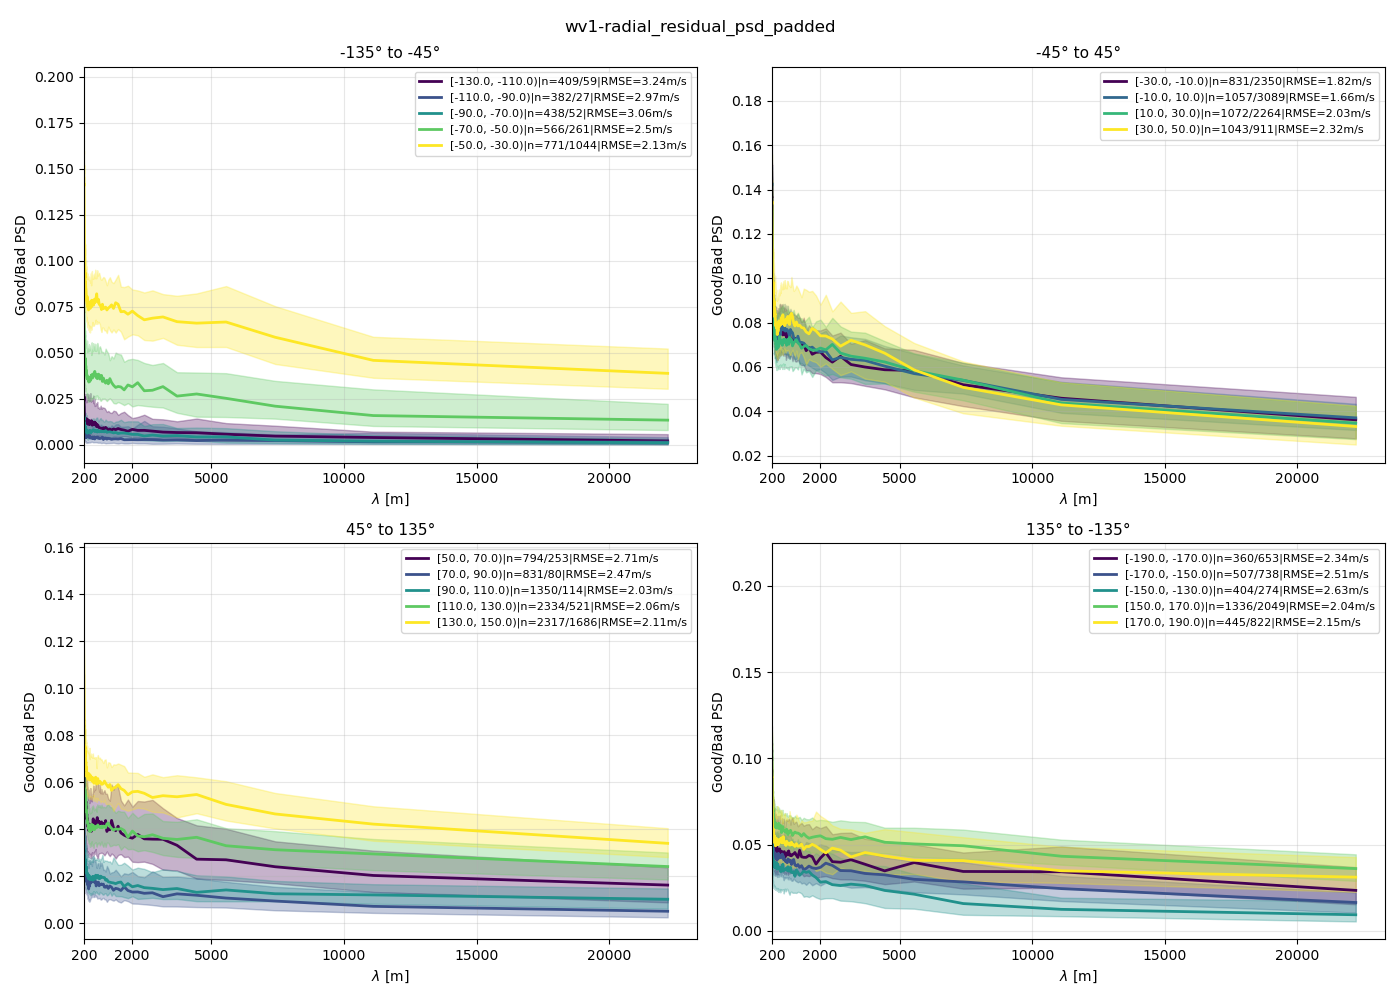 wv1-radial_residual_psd_padded
-135° to -45°
0.200
0.175
0.150
0.125
0.100
0.075
0.050
0.025
0.000
Good/Bad PSD
[-130.0, -110.0)|n=409/59|RMSE=3.24m/s
[-110.0, -90.0)|n=382/27|RMSE=2.97m/s
[-90.0, -70.0)|n=438/52|RMSE=3.06m/s
[-70.0, -50.0)|n=566/261|RMSE=2.5m/s
[-50.0, -30.0)|n=771/1044|RMSE=2.13m/s
200 2000 5000 10000 15000 20000
λ [m]
-45° to 45°
0.18
0.16
0.14
0.12
0.10
0.08
0.06
0.04
0.02
Good/Bad PSD
[-30.0, -10.0)|n=831/2350|RMSE=1.82m/s
[-10.0, 10.0)|n=1057/3089|RMSE=1.66m/s
[10.0, 30.0)|n=1072/2264|RMSE=2.03m/s
[30.0, 50.0)|n=1043/911|RMSE=2.32m/s
200 2000 5000 10000 15000 20000
λ [m]
45° to 135°
0.16
0.14
0.12
0.10
0.08
0.06
0.04
0.02
0.00
Good/Bad PSD
[50.0, 70.0)|n=794/253|RMSE=2.71m/s
[70.0, 90.0)|n=831/80|RMSE=2.47m/s
[90.0, 110.0)|n=1350/114|RMSE=2.03m/s
[110.0, 130.0)|n=2334/521|RMSE=2.06m/s
[130.0, 150.0)|n=2317/1686|RMSE=2.11m/s
200 2000 5000 10000 15000 20000
λ [m]
135° to -135°
0.20
0.15
0.10
0.05
0.00
Good/Bad PSD
[-190.0, -170.0)|n=360/653|RMSE=2.34m/s
[-170.0, -150.0)|n=507/738|RMSE=2.51m/s
[-150.0, -130.0)|n=404/274|RMSE=2.63m/s
[150.0, 170.0)|n=1336/2049|RMSE=2.04m/s
[170.0, 190.0)|n=445/822|RMSE=2.15m/s
200 2000 5000 10000 15000 20000
λ [m]